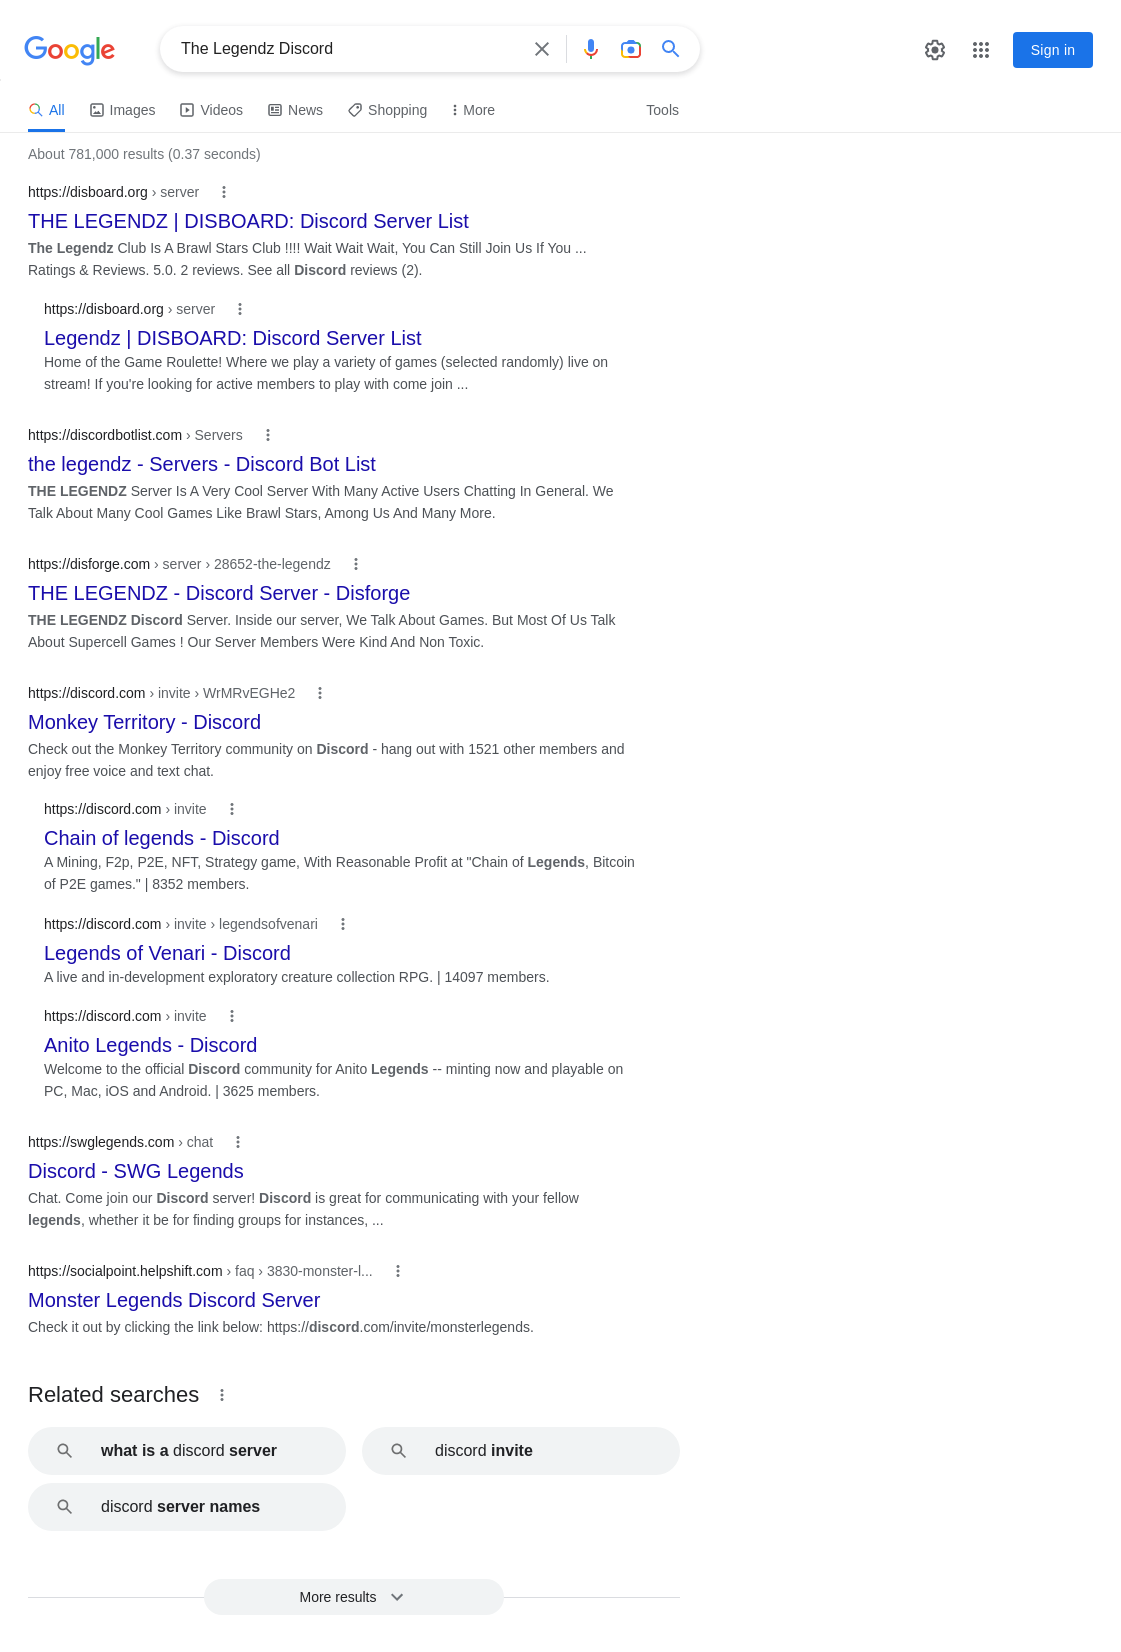 Google
The Legendz Discord
Sign in
All Images Videos News Shopping More Tools
About 781,000 results (0.37 seconds)
https://disboard.org › server
THE LEGENDZ | DISBOARD: Discord Server List
The Legendz Club Is A Brawl Stars Club !!!! Wait Wait Wait, You Can Still Join Us If You ...
Ratings & Reviews. 5.0. 2 reviews. See all Discord reviews (2).
https://disboard.org › server
Legendz | DISBOARD: Discord Server List
Home of the Game Roulette! Where we play a variety of games (selected randomly) live on
stream! If you're looking for active members to play with come join ...
https://discordbotlist.com › Servers
the legendz - Servers - Discord Bot List
THE LEGENDZ Server Is A Very Cool Server With Many Active Users Chatting In General. We
Talk About Many Cool Games Like Brawl Stars, Among Us And Many More.
https://disforge.com › server › 28652-the-legendz
THE LEGENDZ - Discord Server - Disforge
THE LEGENDZ Discord Server. Inside our server, We Talk About Games. But Most Of Us Talk
About Supercell Games ! Our Server Members Were Kind And Non Toxic.
https://discord.com › invite › WrMRvEGHe2
Monkey Territory - Discord
Check out the Monkey Territory community on Discord - hang out with 1521 other members and
enjoy free voice and text chat.
https://discord.com › invite
Chain of legends - Discord
A Mining, F2p, P2E, NFT, Strategy game, With Reasonable Profit at "Chain of Legends, Bitcoin
of P2E games." | 8352 members.
https://discord.com › invite › legendsofvenari
Legends of Venari - Discord
A live and in-development exploratory creature collection RPG. | 14097 members.
https://discord.com › invite
Anito Legends - Discord
Welcome to the official Discord community for Anito Legends -- minting now and playable on
PC, Mac, iOS and Android. | 3625 members.
https://swglegends.com › chat
Discord - SWG Legends
Chat. Come join our Discord server! Discord is great for communicating with your fellow
legends, whether it be for finding groups for instances, ...
https://socialpoint.helpshift.com › faq › 3830-monster-l...
Monster Legends Discord Server
Check it out by clicking the link below: https://discord.com/invite/monsterlegends.
Related searches
what is a discord server
discord invite
discord server names
More results